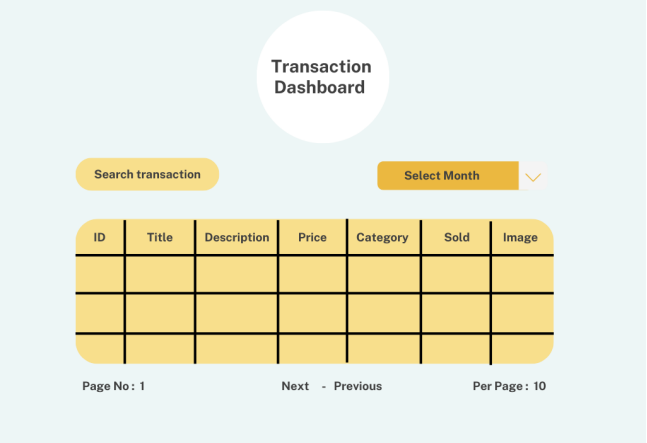 Transaction
Dashboard
Search transaction
Select Month
ID Title Description Price Category Sold Image
Page No : 1 Next - Previous Per Page : 10